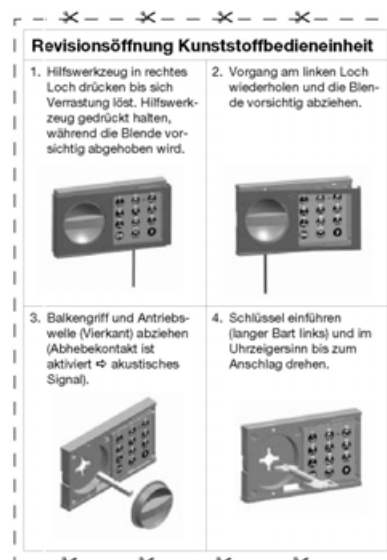 Revisionsöffnung Kunststoffbedieneinheit
1. Hilfswerkzeug in rechtes
Loch drücken bis sich
Verrastung löst. Hilfswerk-
zeug gedrückt halten,
während die Blende vor-
sichtig abgehoben wird.
2. Vorgang am linken Loch
wiederholen und die Blen-
de vorsichtig abziehen.
3. Balkengriff und Antriebs-
welle (Vierkant) abziehen
(Abhebekontakt ist
aktiviert ➪ akustisches
Signal).
4. Schlüssel einführen
(langer Bart links) und im
Uhrzeigersinn bis zum
Anschlag drehen.